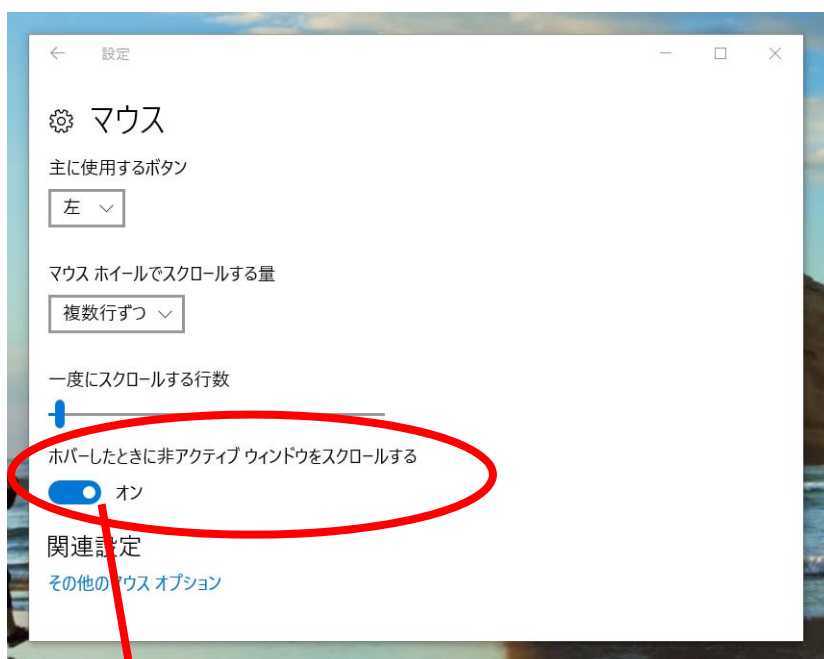 設定
マウス
主に使用するボタン
左
マウス ホイールでスクロールする量
複数行ずつ
一度にスクロールする行数
ホバーしたときに非アクティブ ウィンドウをスクロールする
オン
関連設定
その他のマウス オプション